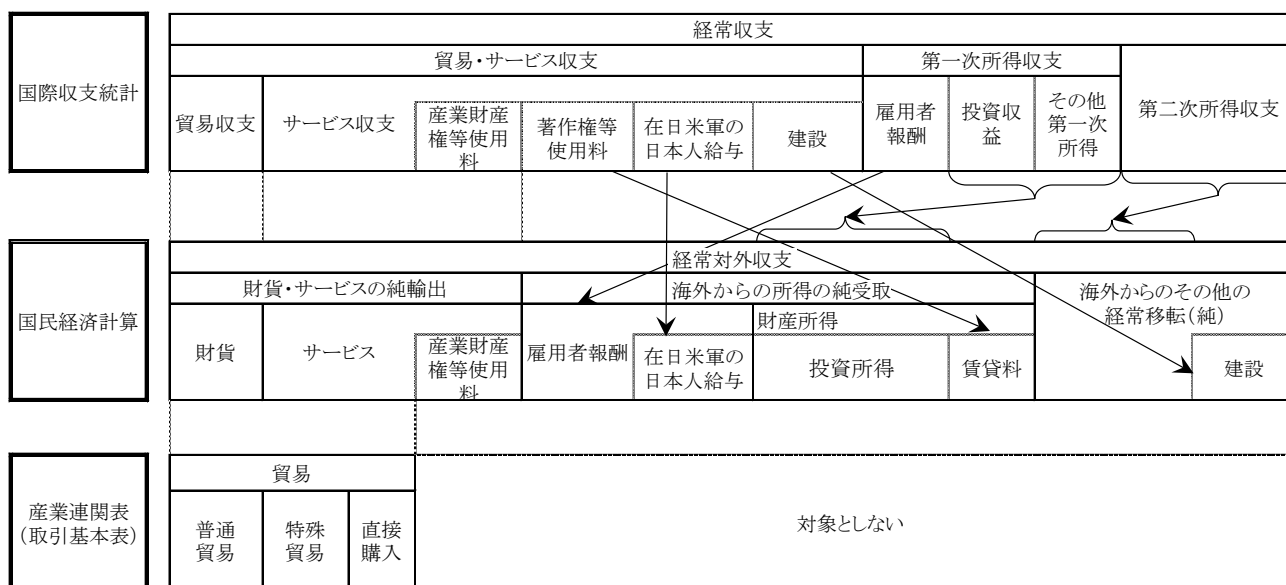 国際収支統計
経常収支
貿易・サービス収支
第一次所得収支
第二次所得収支
貿易収支
サービス収支
産業財産
権等使用
料
著作権等
使用料
在日米軍の
日本人給与
建設
雇用者
報酬
投資収
益
その他
第一次
所得
国民経済計算
経常対外収支
財貨・サービスの純輸出
海外からの所得の純受取
海外からのその他の
経常移転(純)
財産所得
財貨
サービス
産業財産
権等使用
料
雇用者報酬
在日米軍の
日本人給与
投資所得
賃貸料
建設
産業連関表
(取引基本表)
貿易
普通
貿易
特殊
貿易
直接
購入
対象としない